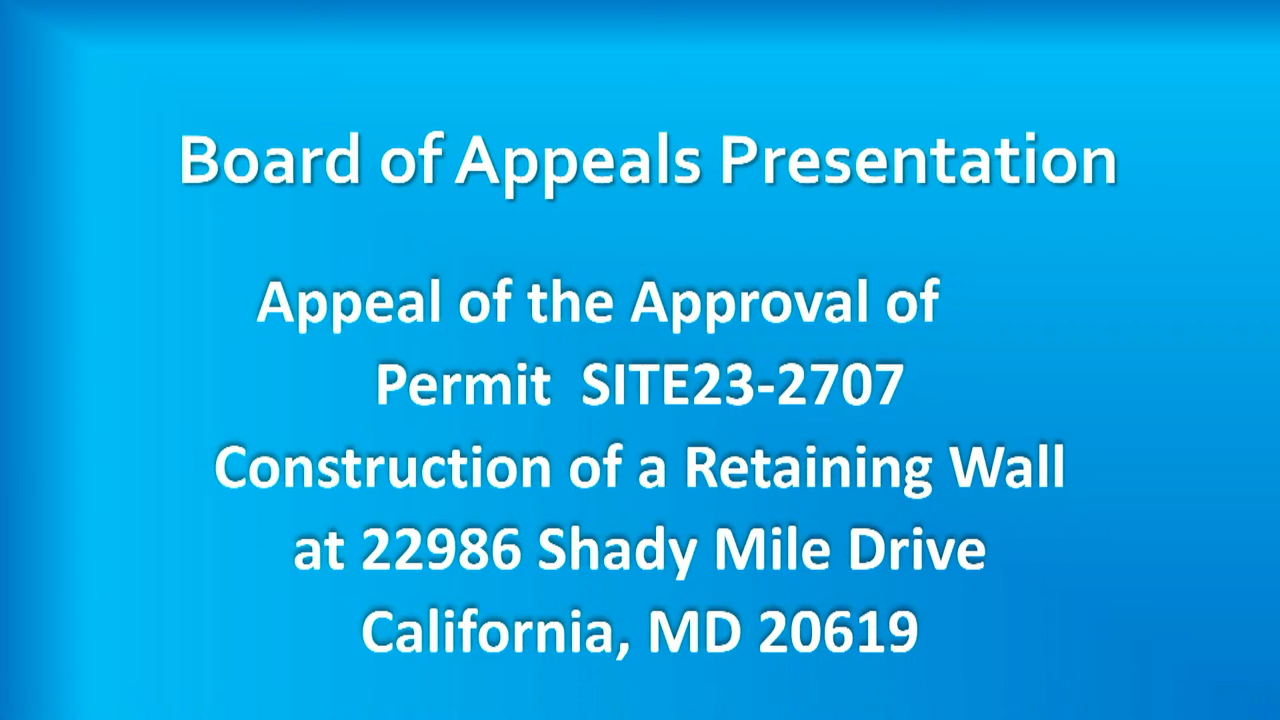 Board of Appeals Presentation
Appeal of the Approval of
Permit SITE23-2707
Construction of a Retaining Wall
at 22986 Shady Mile Drive
California, MD 20619